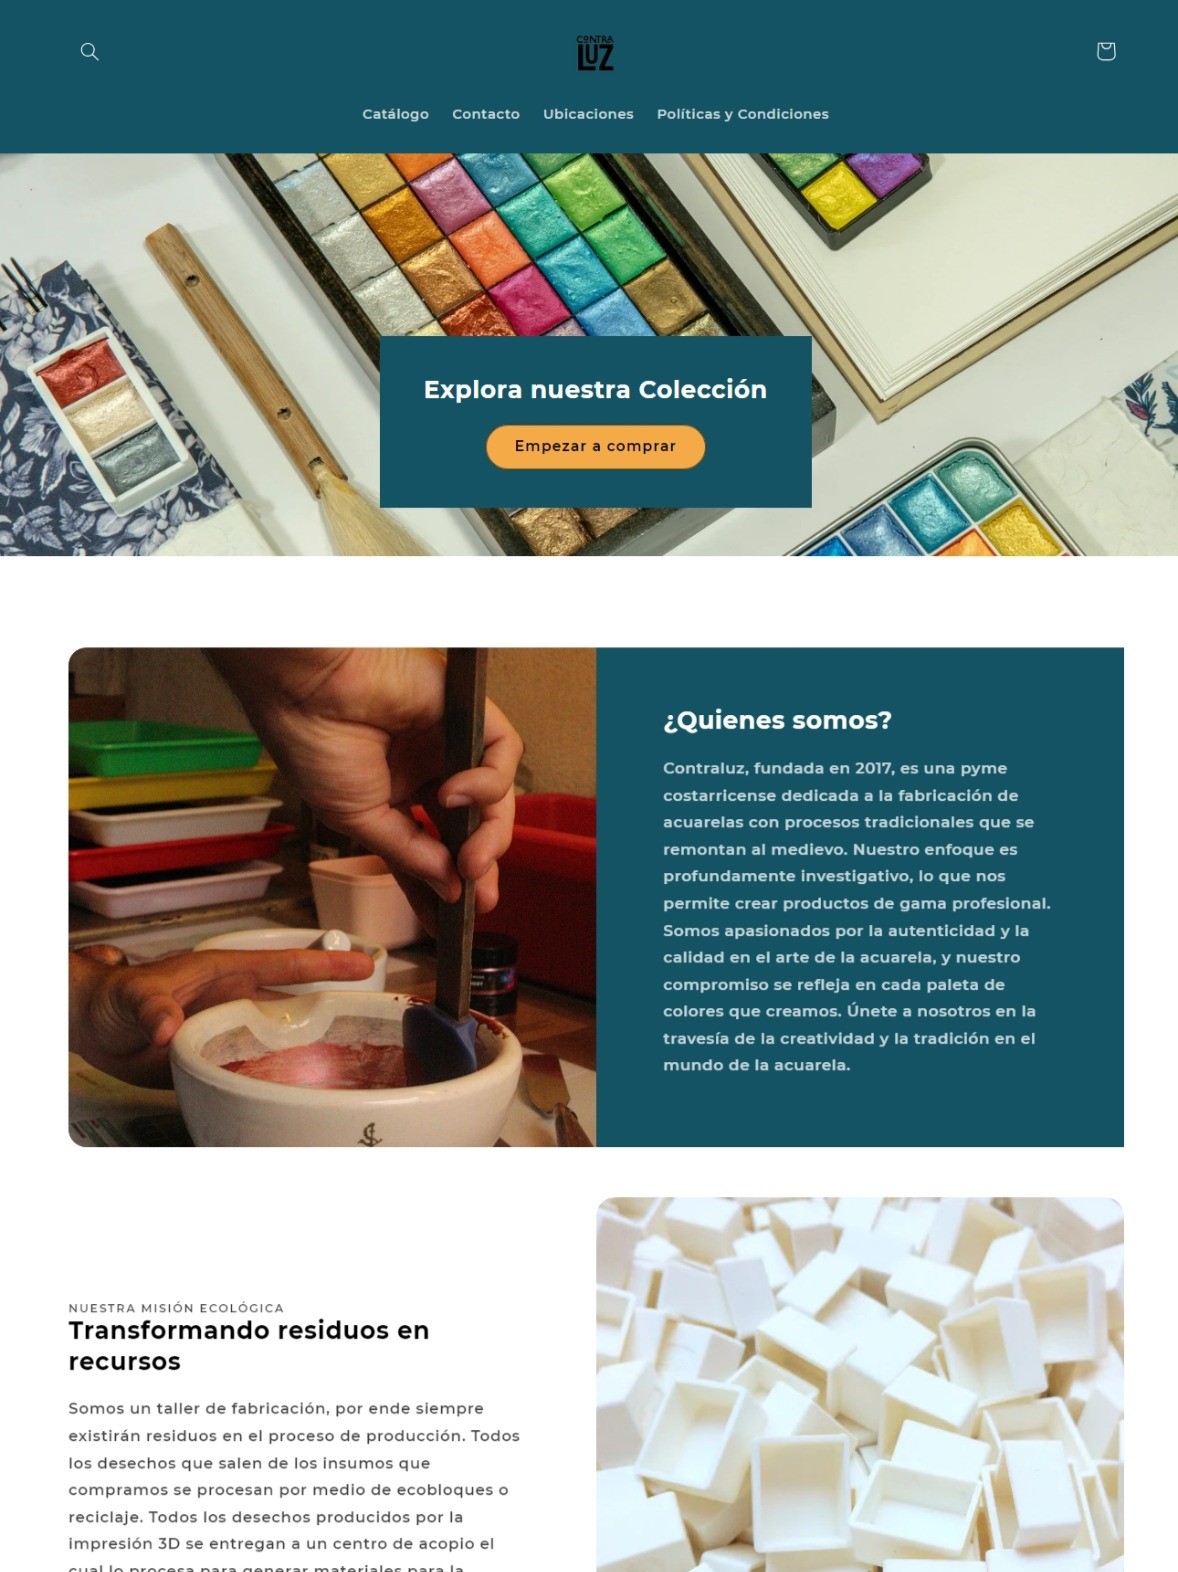 CONTRA
LUZ
Catálogo Contacto Ubicaciones Políticas y Condiciones
Explora nuestra Colección
Empezar a comprar
¿Quienes somos?
Contraluz, fundada en 2017, es una pyme
costarricense dedicada a la fabricación de
acuarelas con procesos tradicionales que se
remontan al medievo. Nuestro enfoque es
profundamente investigativo, lo que nos
permite crear productos de gama profesional.
Somos apasionados por la autenticidad y la
calidad en el arte de la acuarela, y nuestro
compromiso se refleja en cada paleta de
colores que creamos. Únete a nosotros en la
travesía de la creatividad y la tradición en el
mundo de la acuarela.
NUESTRA MISIÓN ECOLÓGICA
Transformando residuos en
recursos
Somos un taller de fabricación, por ende siempre
existirán residuos en el proceso de producción. Todos
los desechos que salen de los insumos que
compramos se procesan por medio de ecobloques o
reciclaje. Todos los desechos producidos por la
impresión 3D se entregan a un centro de acopio el
cual lo procesa para generar materiales para la